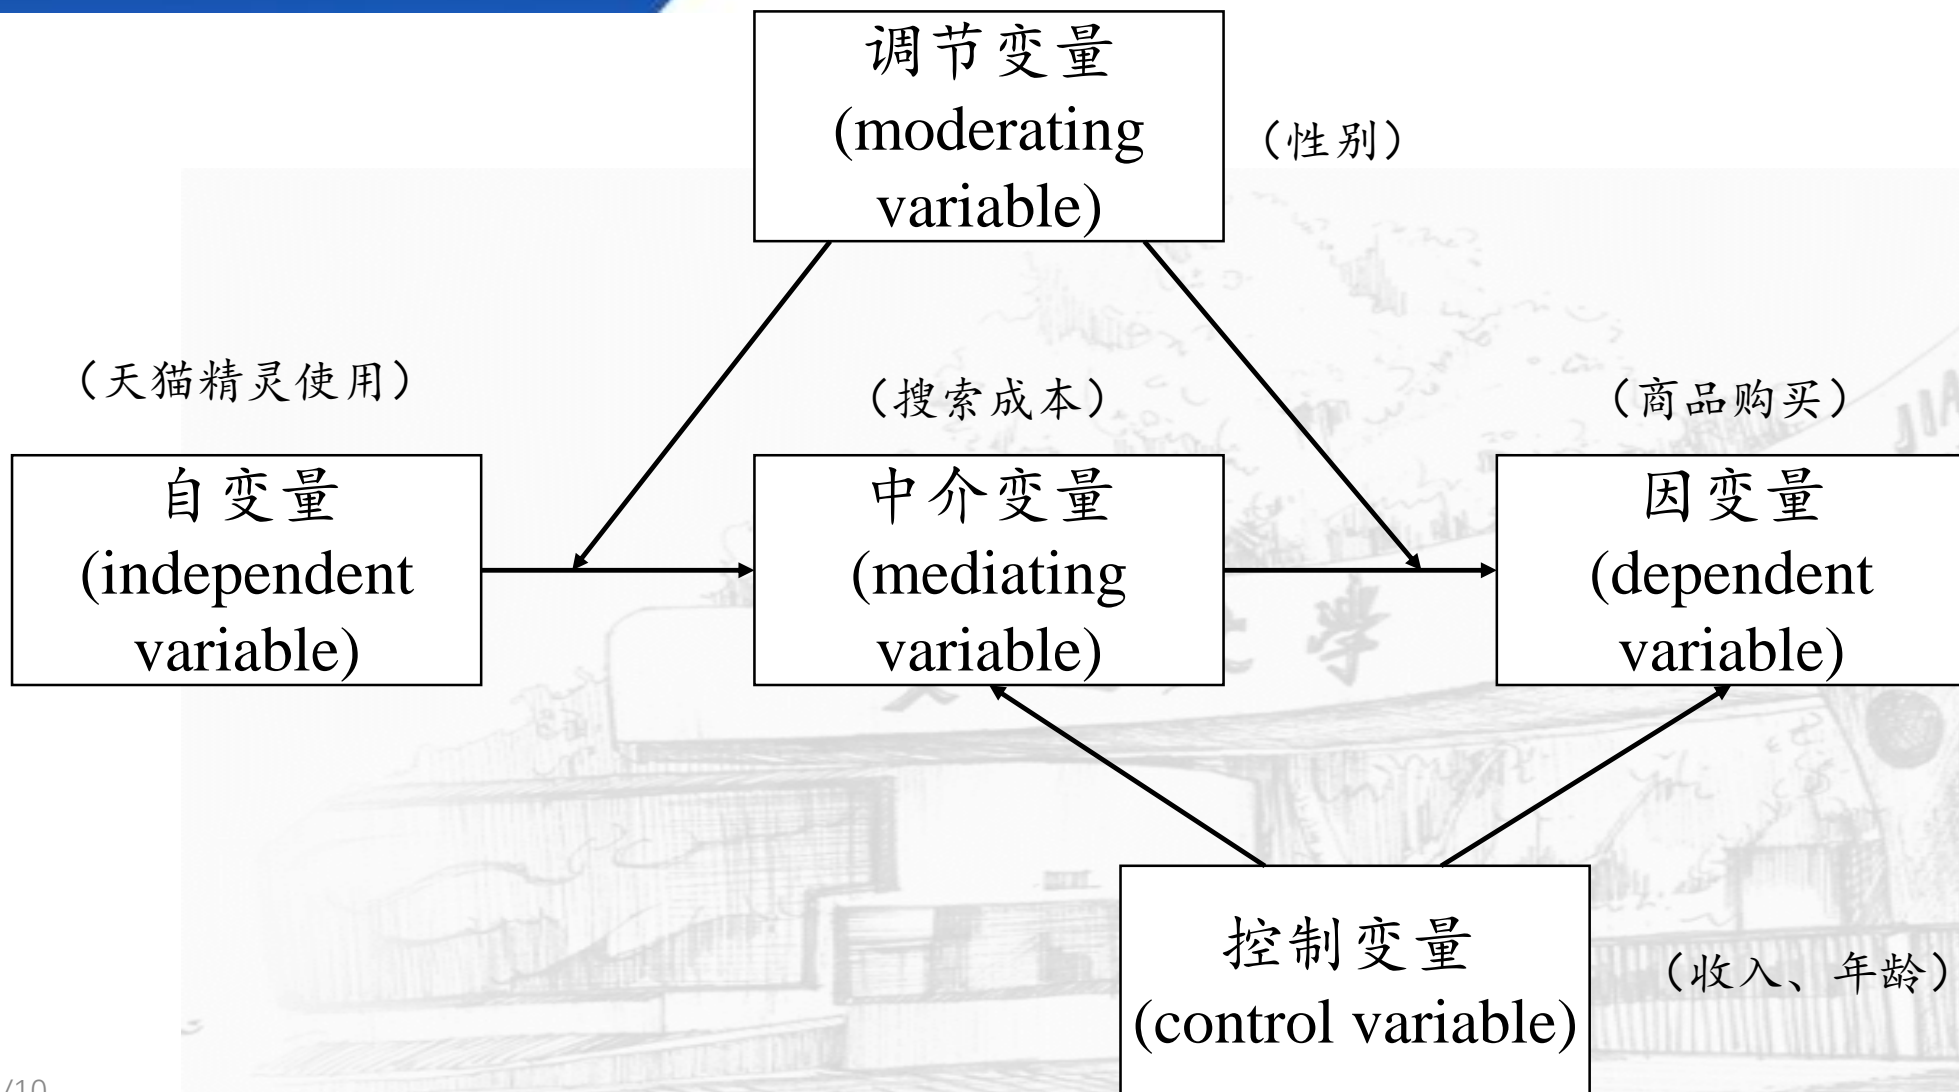 调节变量
(moderating
variable)
（性别）
（天猫精灵使用）
（搜索成本）
（商品购买）
自变量
(independent
variable)
中介变量
(mediating
variable)
因变量
(dependent
variable)
控制变量
(control variable)
（收入、年龄）
/10